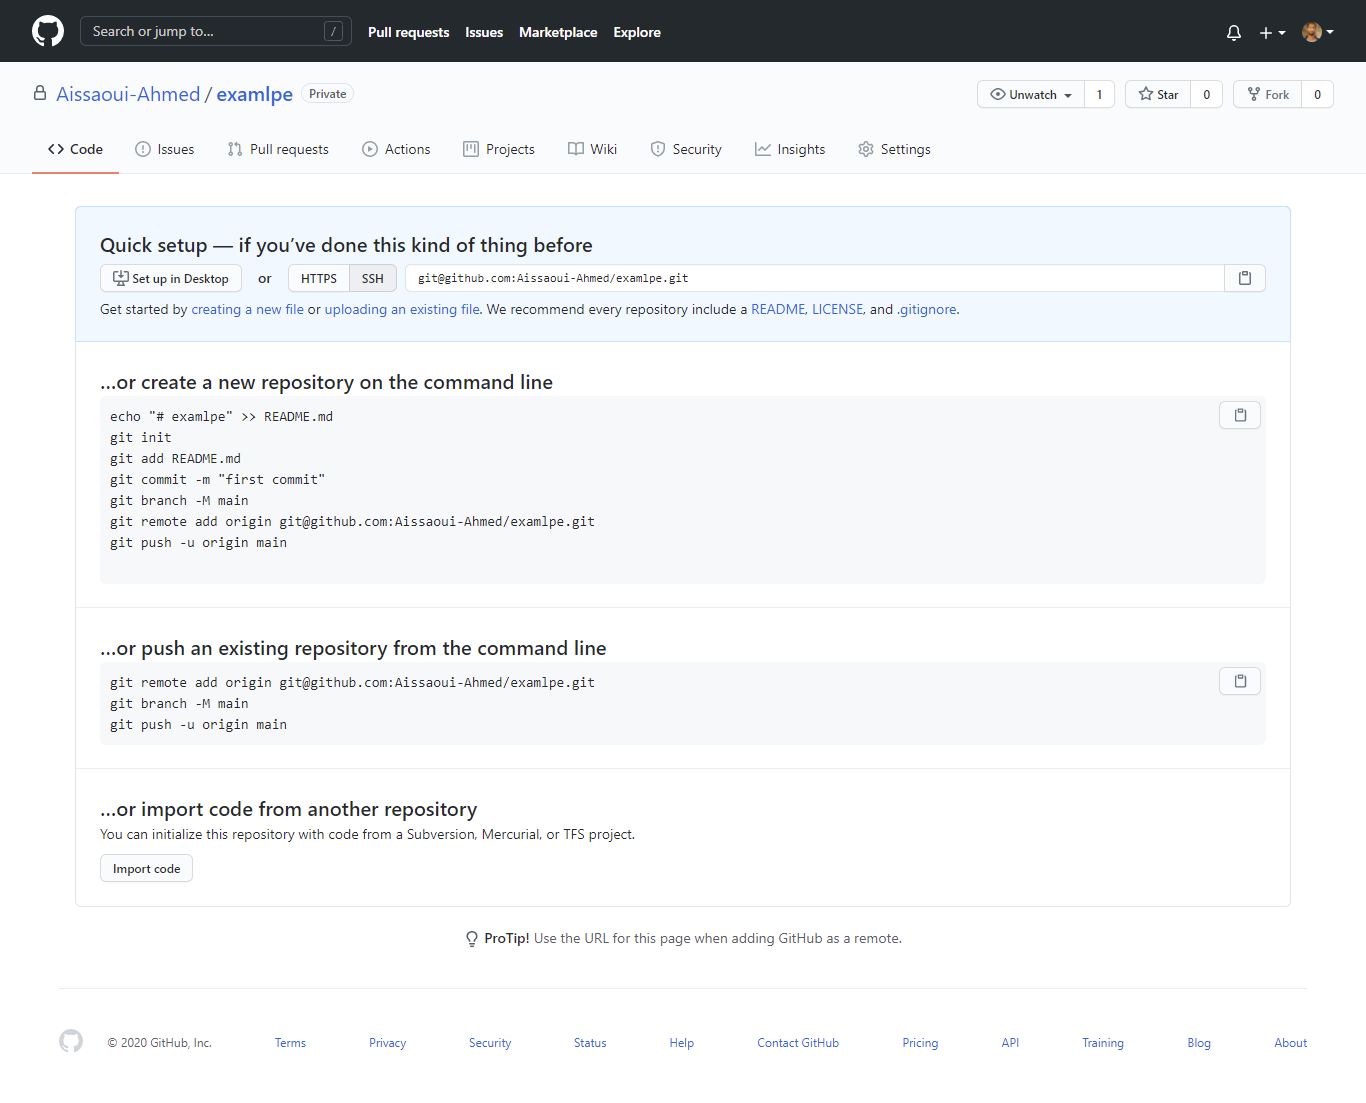 Search or jump to... /
Pull requests Issues Marketplace Explore
Aissaoui-Ahmed / examlpe Private
Unwatch 1 Star 0 Fork 0
Code Issues Pull requests Actions Projects Wiki Security Insights Settings
Quick setup — if you’ve done this kind of thing before
Set up in Desktop or HTTPS SSH git@github.com:Aissaoui-Ahmed/examlpe.git
Get started by creating a new file or uploading an existing file. We recommend every repository include a README, LICENSE, and .gitignore.
…or create a new repository on the command line
echo "# examlpe" >> README.md
git init
git add README.md
git commit -m "first commit"
git branch -M main
git remote add origin git@github.com:Aissaoui-Ahmed/examlpe.git
git push -u origin main
…or push an existing repository from the command line
git remote add origin git@github.com:Aissaoui-Ahmed/examlpe.git
git branch -M main
git push -u origin main
…or import code from another repository
You can initialize this repository with code from a Subversion, Mercurial, or TFS project.
Import code
ProTip! Use the URL for this page when adding GitHub as a remote.
© 2020 GitHub, Inc. Terms Privacy Security Status Help Contact GitHub Pricing API Training Blog About